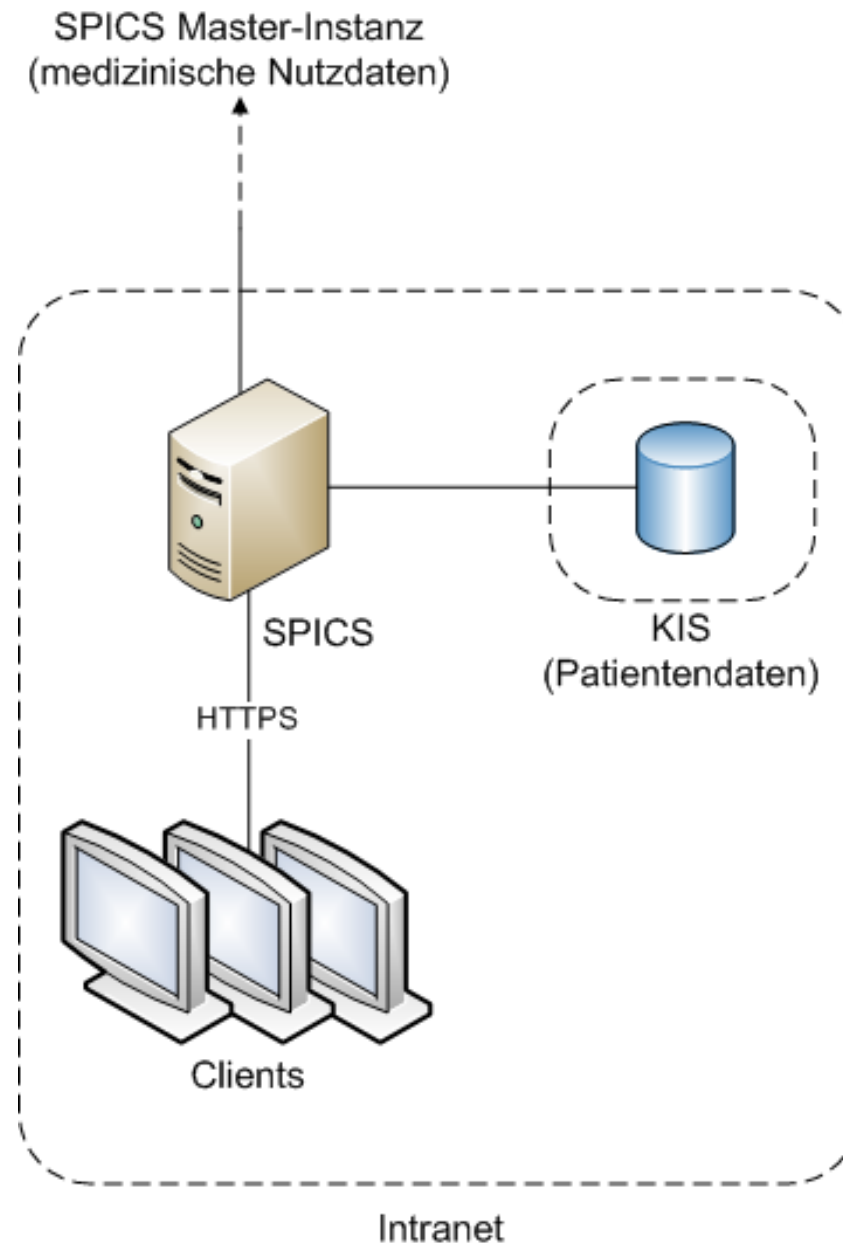 SPICS Master-Instanz
(medizinische Nutzdaten)
SPICS
KIS
(Patientendaten)
HTTPS
Clients
Intranet